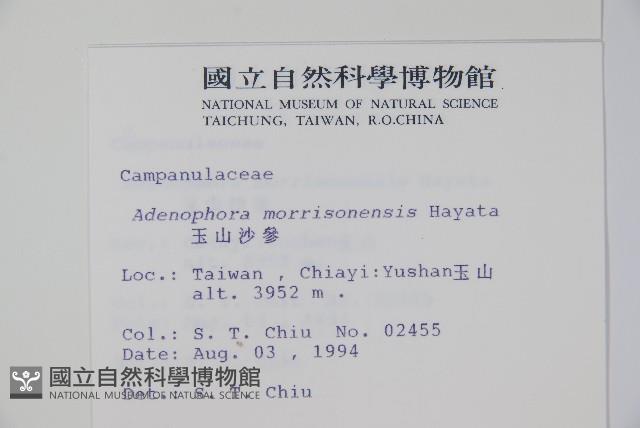 國立自然科學博物館
NATIONAL MUSEUM OF NATURAL SCIENCE
TAICHUNG, TAIWAN, R.O.CHINA
Campanulaceae
Adenophora morrisonensis Hayata
玉山沙參
Loc.: Taiwan , Chiayi:Yushan玉山
alt. 3952 m .
Col.: S. T. Chiu No. 02455
Date: Aug. 03 , 1994
Det.: S. T. Chiu
國立自然科學博物館
NATIONAL MUSEUM OF NATURAL SCIENCE